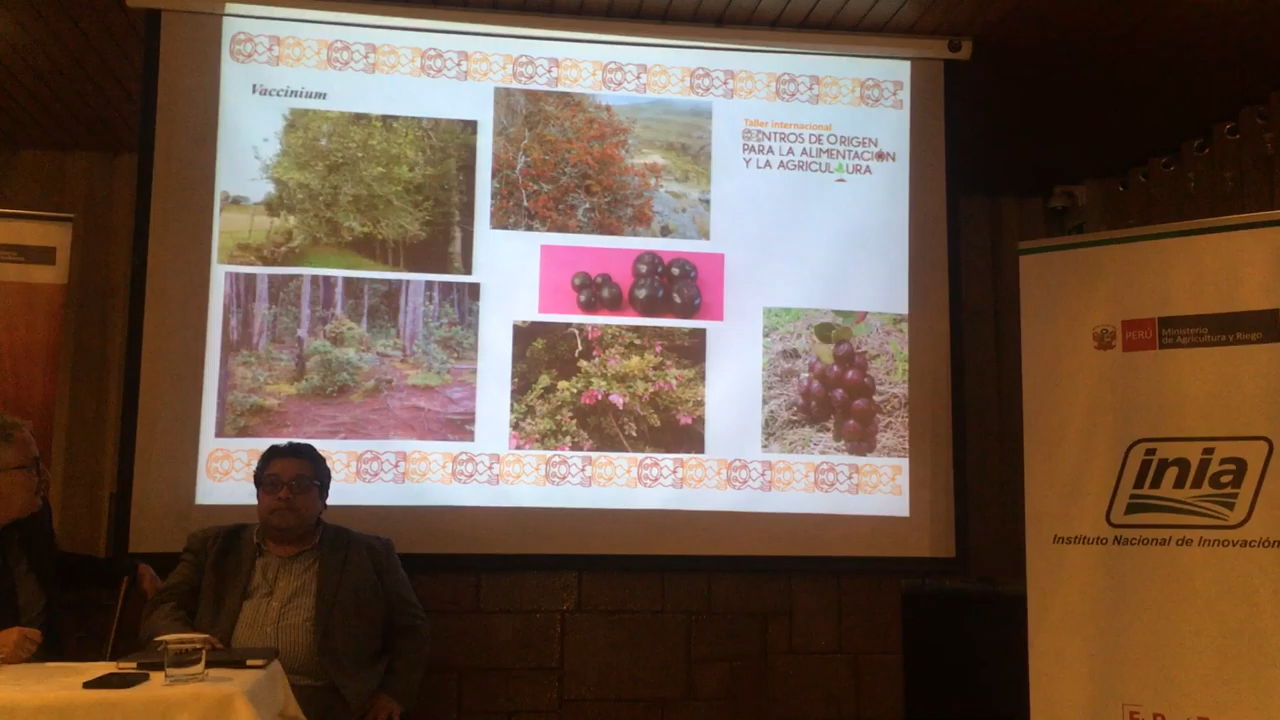 Vaccinium
Taller internacional
CENTROS DE ORIGEN
PARA LA ALIMENTACIÓN
Y LA AGRICULTURA
PERÚ
Ministerio
de Agricultura y Riego
inia
Instituto Nacional de Innovación